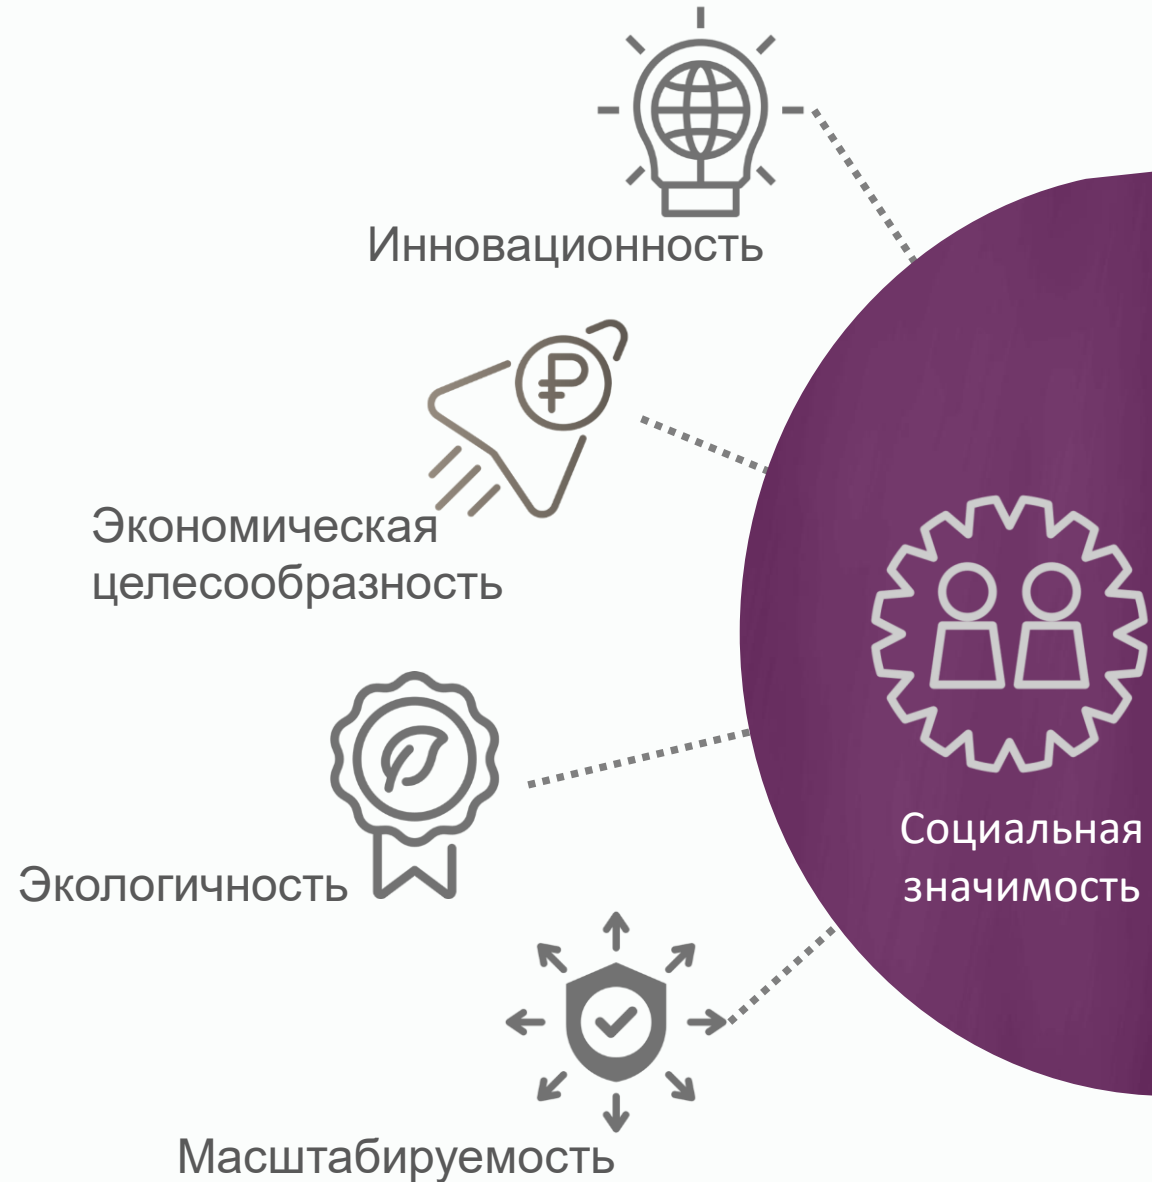 Инновационность
Экономическая
целесообразность
Экологичность
Социальная
значимость
Масштабируемость